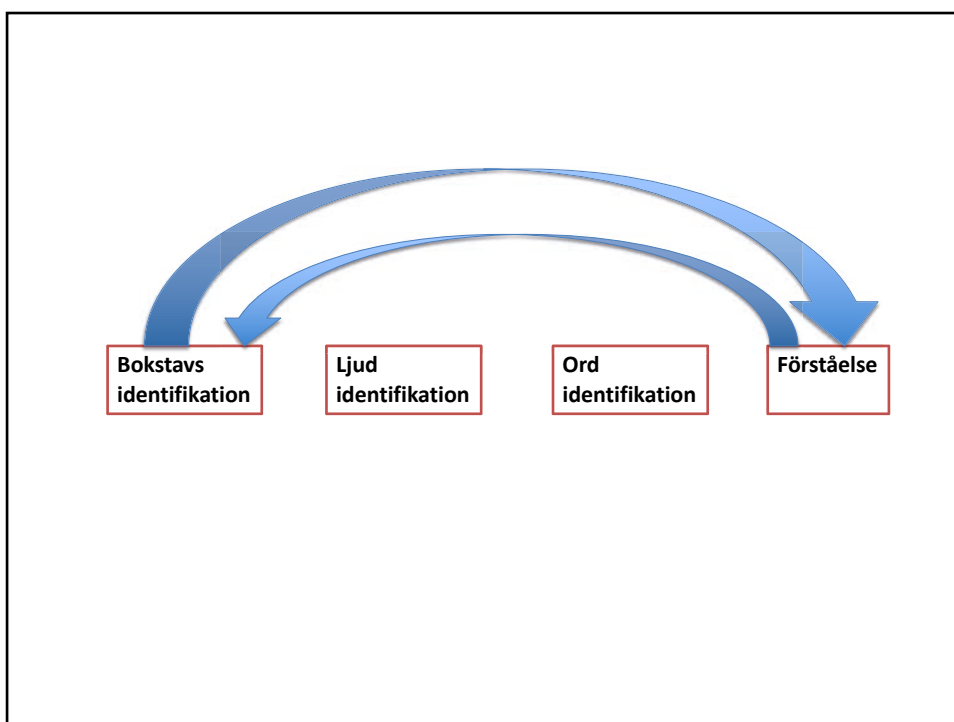 Bokstavs
identifikation
Ljud
identifikation
Ord
identifikation
Förståelse